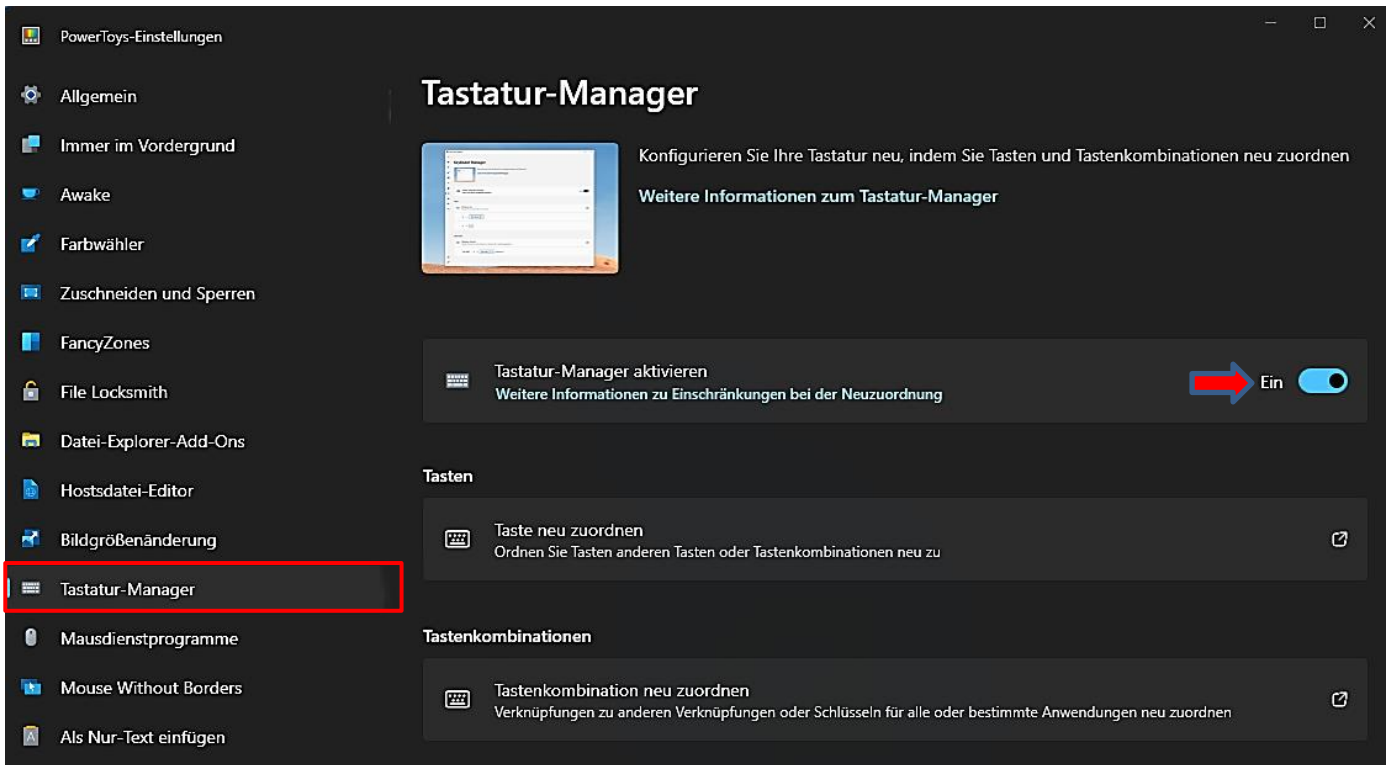 PowerToys-Einstellungen
Allgemein
Immer im Vordergrund
Awake
Farbwähler
Zuschneiden und Sperren
FancyZones
File Locksmith
Datei-Explorer-Add-Ons
Hostsdatei-Editor
Bildgrößenänderung
Tastatur-Manager
Mausdienstprogramme
Mouse Without Borders
Als Nur-Text einfügen
Tastatur-Manager
Konfigurieren Sie Ihre Tastatur neu, indem Sie Tasten und Tastenkombinationen neu zuordnen
Weitere Informationen zum Tastatur-Manager
Tastatur-Manager aktivieren
Weitere Informationen zu Einschränkungen bei der Neuzuordnung
Ein
Tasten
Taste neu zuordnen
Ordnen Sie Tasten anderen Tasten oder Tastenkombinationen neu zu
Tastenkombinationen
Tastenkombination neu zuordnen
Verknüpfungen zu anderen Verknüpfungen oder Schlüsseln für alle oder bestimmte Anwendungen neu zuordnen